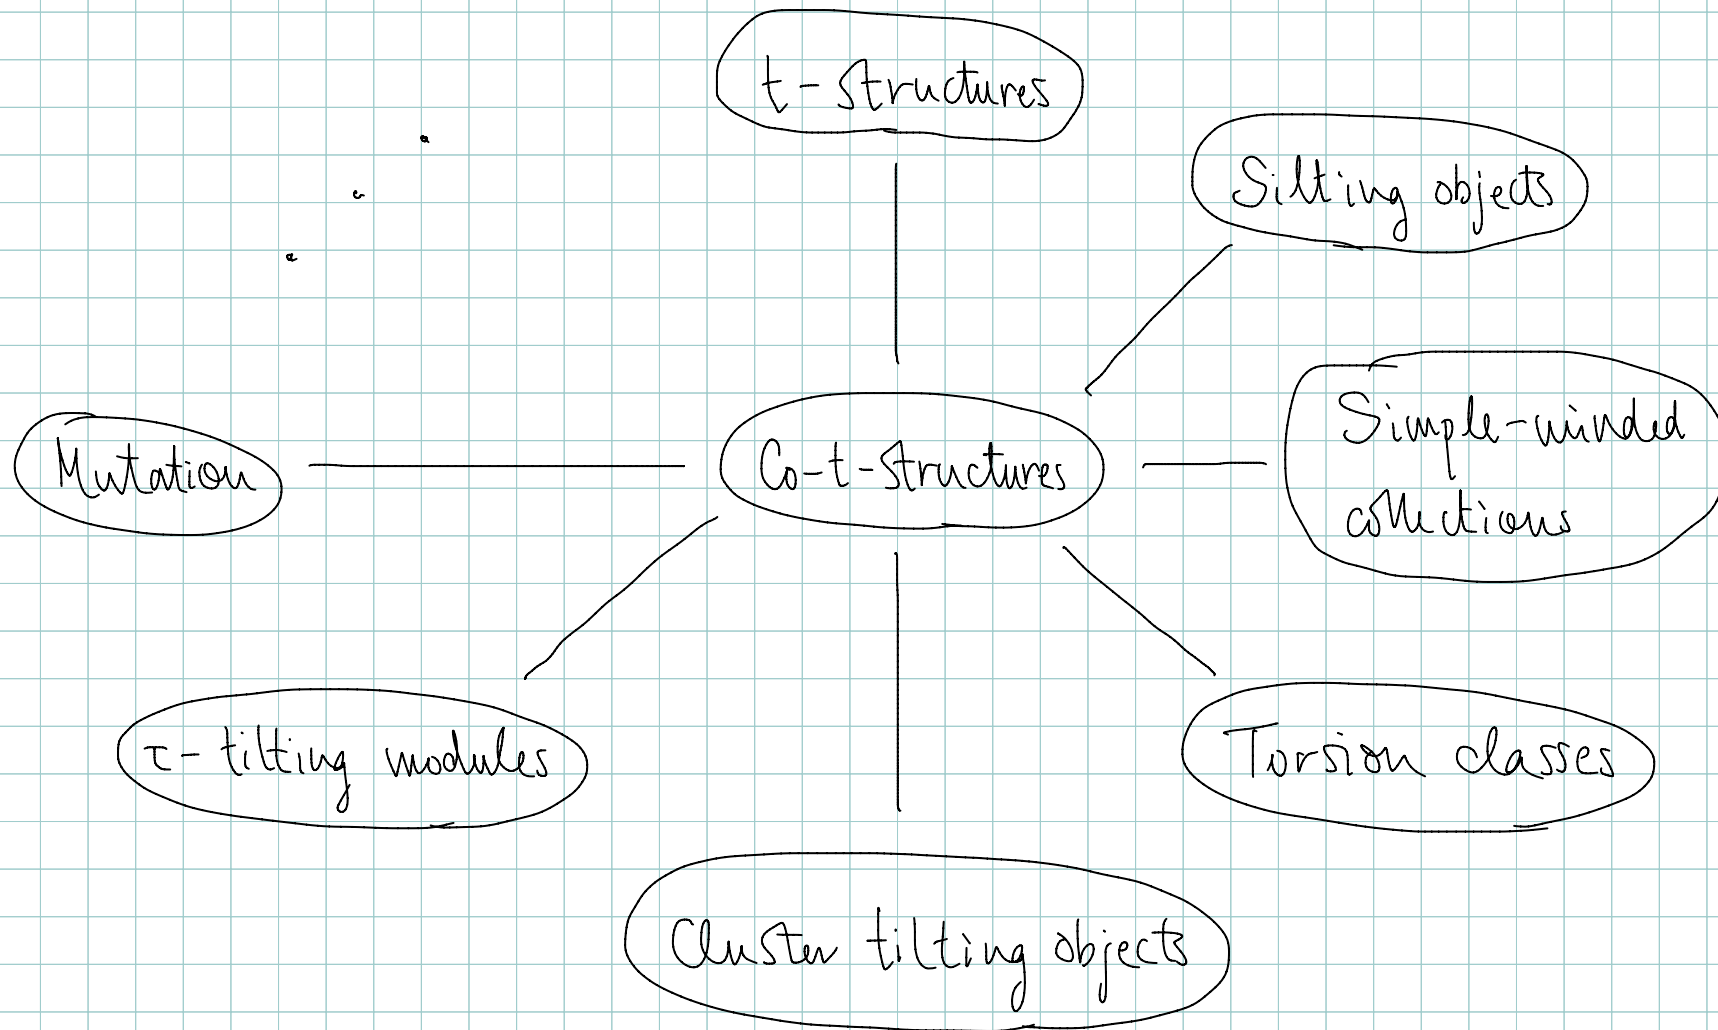 t-structures
Silting objects
Simple-minded
collections
Mutation
Co-t-structures
τ-tilting modules
Torsion classes
Cluster tilting objects